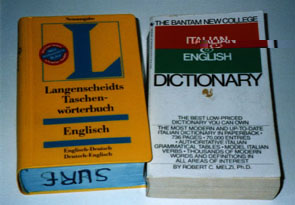 Neuausgabe
L
Langenscheidts
Taschen-
wörterbuch
Englisch
Englisch-Deutsch
Deutsch-Englisch
SURE
THE BANTAM NEW COLLEGE
ITALIAN
ENGLISH
DICTIONARY
THE BEST LOW-PRICED
DICTIONARY YOU CAN OWN
THE MOST MODERN AND UP-TO-DATE
ITALIAN DICTIONARY IN PAPERBACK •
736 PAGES • 70,000 ENTRIES
• AUTHORITATIVE ITALIAN
GRAMMATICAL TABLES • MODEL ITALIAN
VERBS • THOUSANDS OF MODERN
WORDS AND DEFINITIONS IN
ALL AREAS OF INTEREST
BY ROBERT C. MELZI, Ph.D.